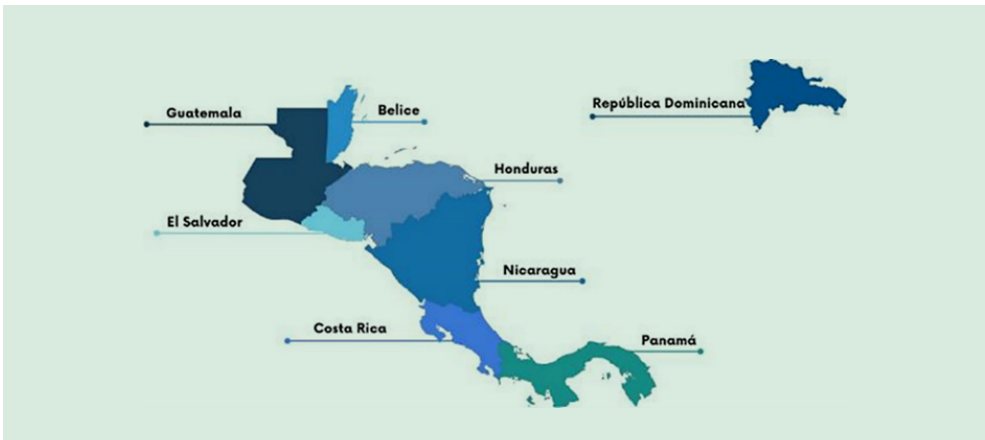 República Dominicana
Guatemala
Belice
Honduras
El Salvador
Nicaragua
Costa Rica
Panamá